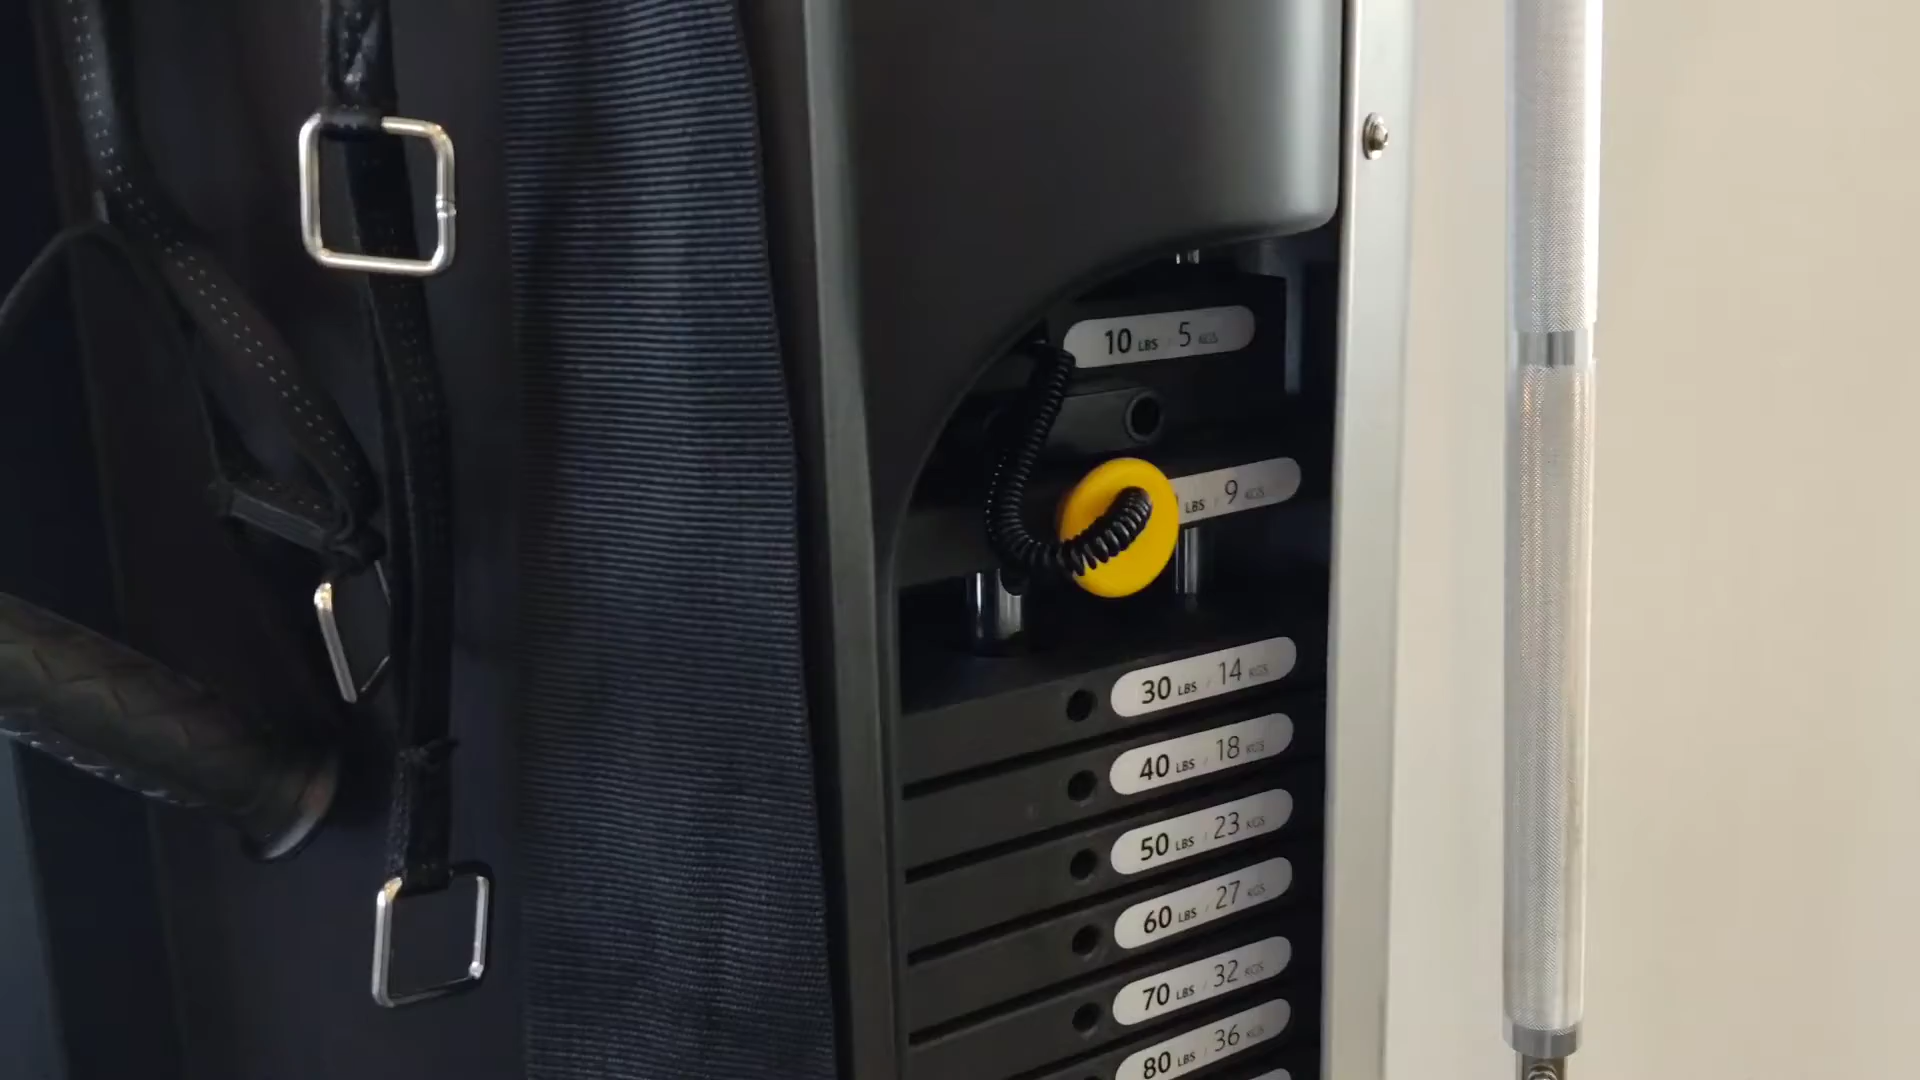 10 LBS / 5 KGS
LBS / 9 KGS
30 LBS / 14 KGS
40 LBS / 18 KGS
50 LBS / 23 KGS
60 LBS / 27 KGS
70 LBS / 32 KGS
80 LBS / 36 KGS